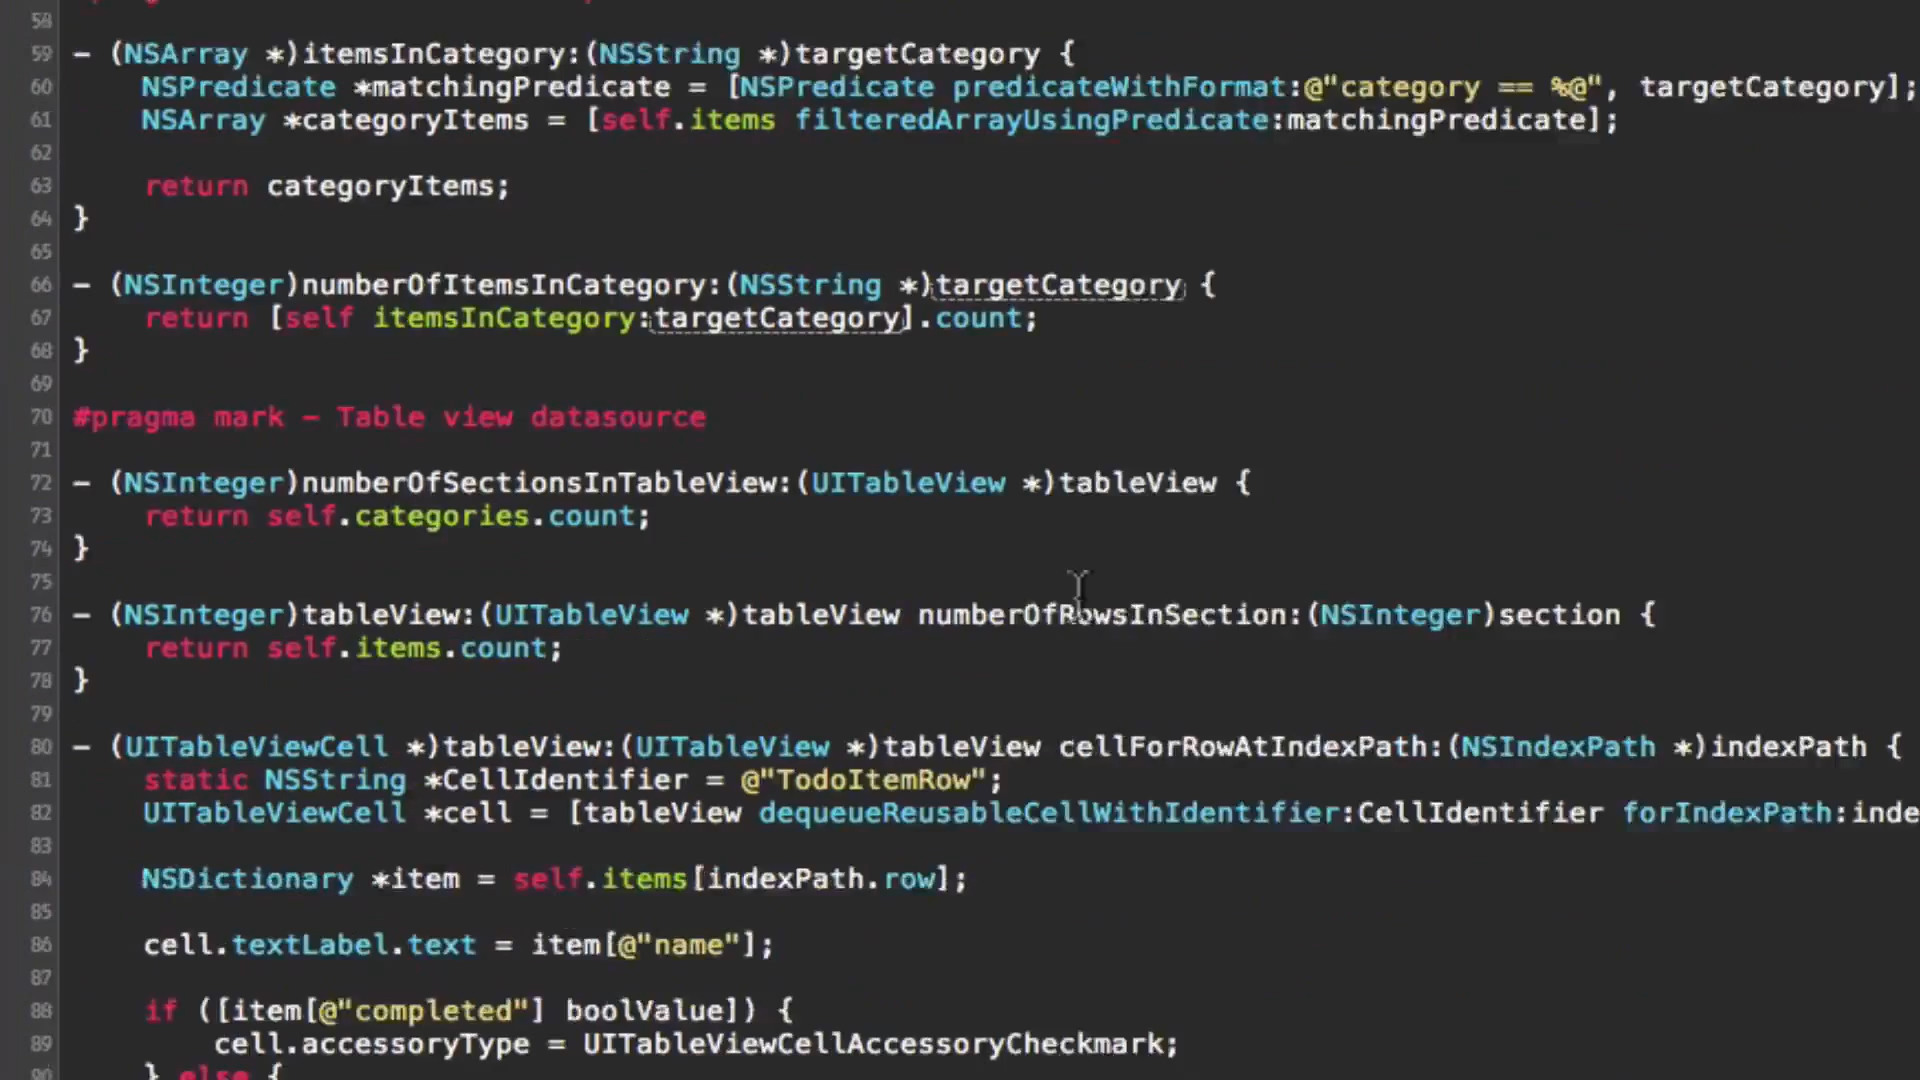 58
59 - (NSArray *)itemsInCategory:(NSString *)targetCategory {
60 NSPredicate *matchingPredicate = [NSPredicate predicateWithFormat:@"category == %@", targetCategory];
61 NSArray *categoryItems = [self.items filteredArrayUsingPredicate:matchingPredicate];
62
63 return categoryItems;
64 }
65
66 - (NSInteger)numberOfItemsInCategory:(NSString *)targetCategory {
67 return [self itemsInCategory:targetCategory].count;
68 }
69
70 #pragma mark - Table view datasource
71
72 - (NSInteger)numberOfSectionsInTableView:(UITableView *)tableView {
73 return self.categories.count;
74 }
75
76 - (NSInteger)tableView:(UITableView *)tableView numberOfRowsInSection:(NSInteger)section {
77 return self.items.count;
78 }
79
80 - (UITableViewCell *)tableView:(UITableView *)tableView cellForRowAtIndexPath:(NSIndexPath *)indexPath {
81 static NSString *CellIdentifier = @"TodoItemRow";
82 UITableViewCell *cell = [tableView dequeueReusableCellWithIdentifier:CellIdentifier forIndexPath:inde
83
84 NSDictionary *item = self.items[indexPath.row];
85
86 cell.textLabel.text = item[@"name"];
87
88 if ([item[@"completed"] boolValue]) {
89 cell.accessoryType = UITableViewCellAccessoryCheckmark;
90 } else {